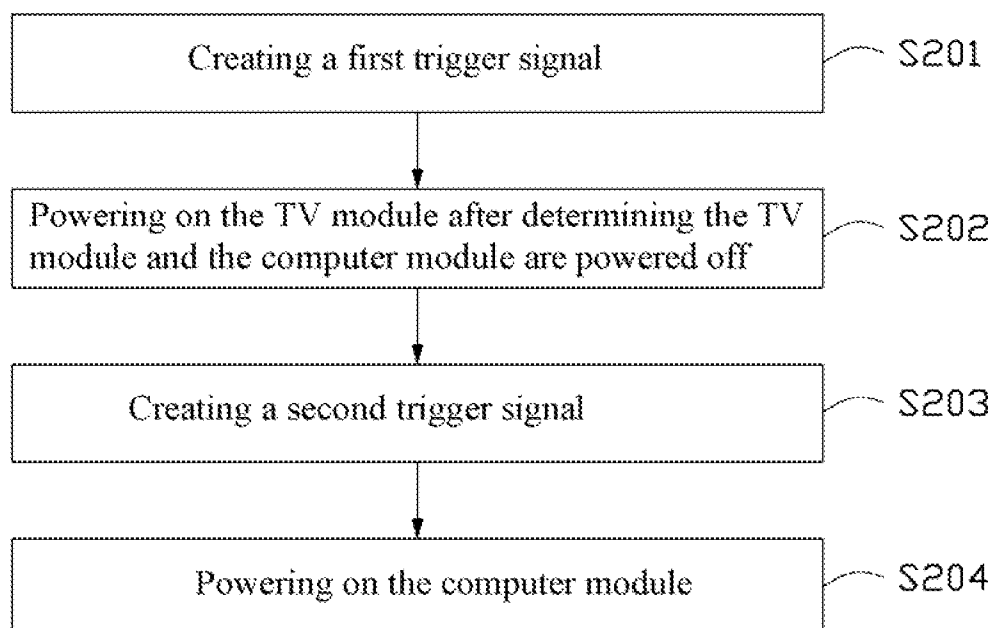 Creating a first trigger signal
S201
Powering on the TV module after determining the TV
module and the computer module are powered off
S202
Creating a second trigger signal
S203
Powering on the computer module
S204